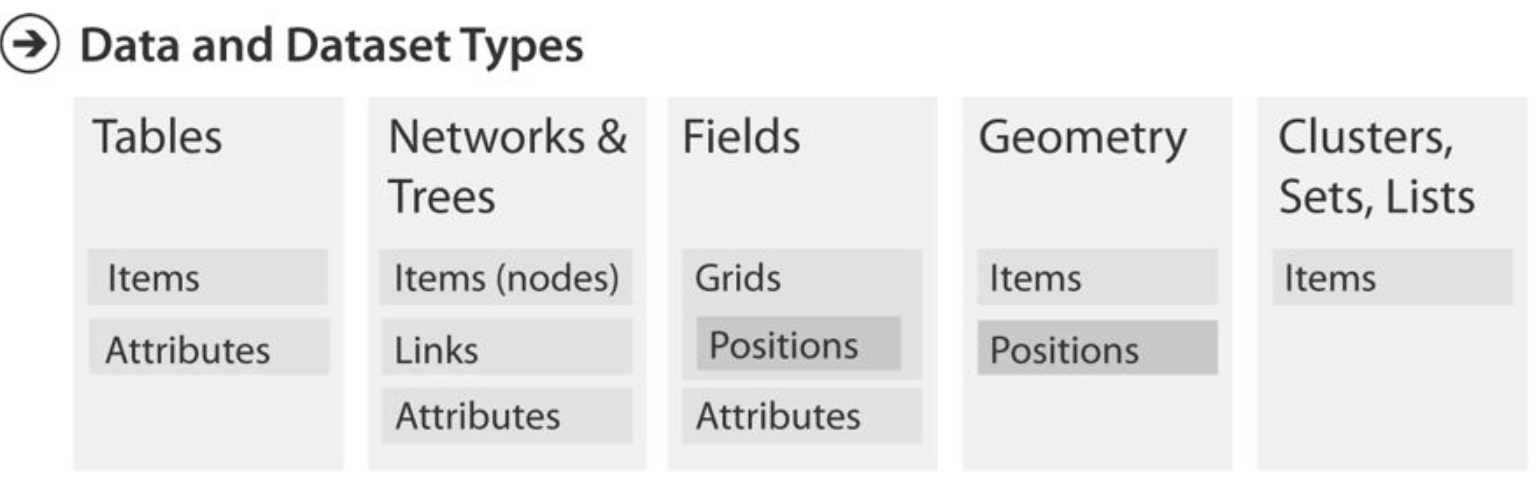 Data and Dataset Types
Tables
Items
Attributes
Networks &
Trees
Items (nodes)
Links
Attributes
Fields
Grids
Positions
Attributes
Geometry
Items
Positions
Clusters,
Sets, Lists
Items